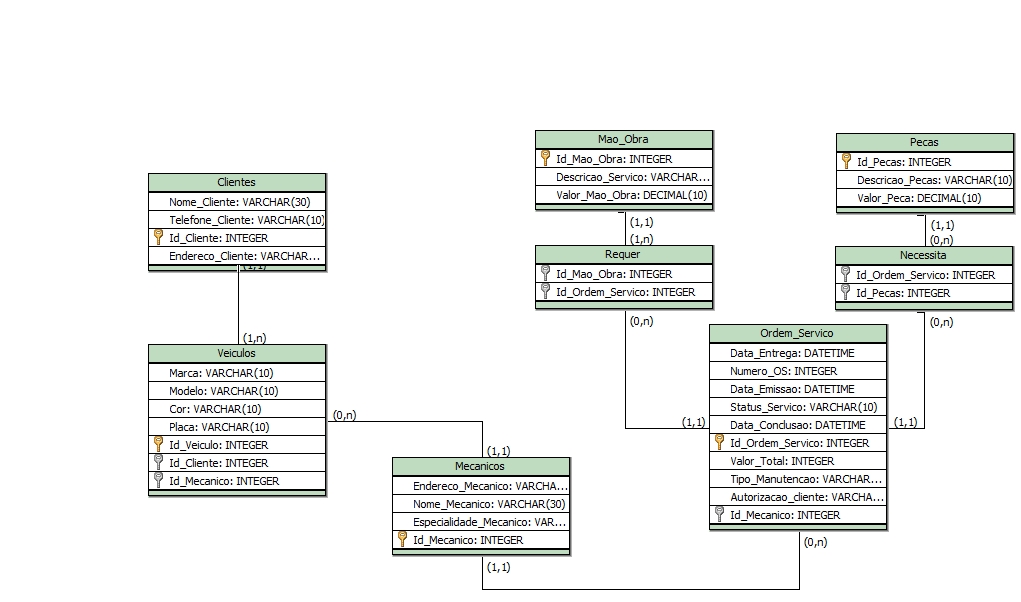 Mao_Obra
Id_Mao_Obra: INTEGER
Descricao_Servico: VARCHAR...
Valor_Mao_Obra: DECIMAL(10)
(1,1)
(1,n)
Requer
Id_Mao_Obra: INTEGER
Id_Ordem_Servico: INTEGER
(0,n)
Pecas
Id_Pecas: INTEGER
Descricao_Pecas: VARCHAR(10)
Valor_Peca: DECIMAL(10)
(1,1)
(0,n)
Necessita
Id_Ordem_Servico: INTEGER
Id_Pecas: INTEGER
(0,n)
Clientes
Nome_Cliente: VARCHAR(30)
Telefone_Cliente: VARCHAR(10)
Id_Cliente: INTEGER
Endereco_Cliente: VARCHAR...
(1,1)
(1,n)
Veiculos
Marca: VARCHAR(10)
Modelo: VARCHAR(10)
Cor: VARCHAR(10)
Placa: VARCHAR(10)
Id_Veiculo: INTEGER
Id_Cliente: INTEGER
Id_Mecanico: INTEGER
(0,n)
(1,1)
Mecanicos
Endereco_Mecanico: VARCHA...
Nome_Mecanico: VARCHAR(30)
Especialidade_Mecanico: VAR...
Id_Mecanico: INTEGER
(1,1)
Ordem_Servico
Data_Entrega: DATETIME
Numero_OS: INTEGER
Data_Emissao: DATETIME
Status_Servico: VARCHAR(10)
Data_Conclusao: DATETIME
Id_Ordem_Servico: INTEGER
Valor_Total: INTEGER
Tipo_Manutencao: VARCHAR...
Autorizacao_cliente: VARCHA...
Id_Mecanico: INTEGER
(1,1)
(1,1)
(0,n)